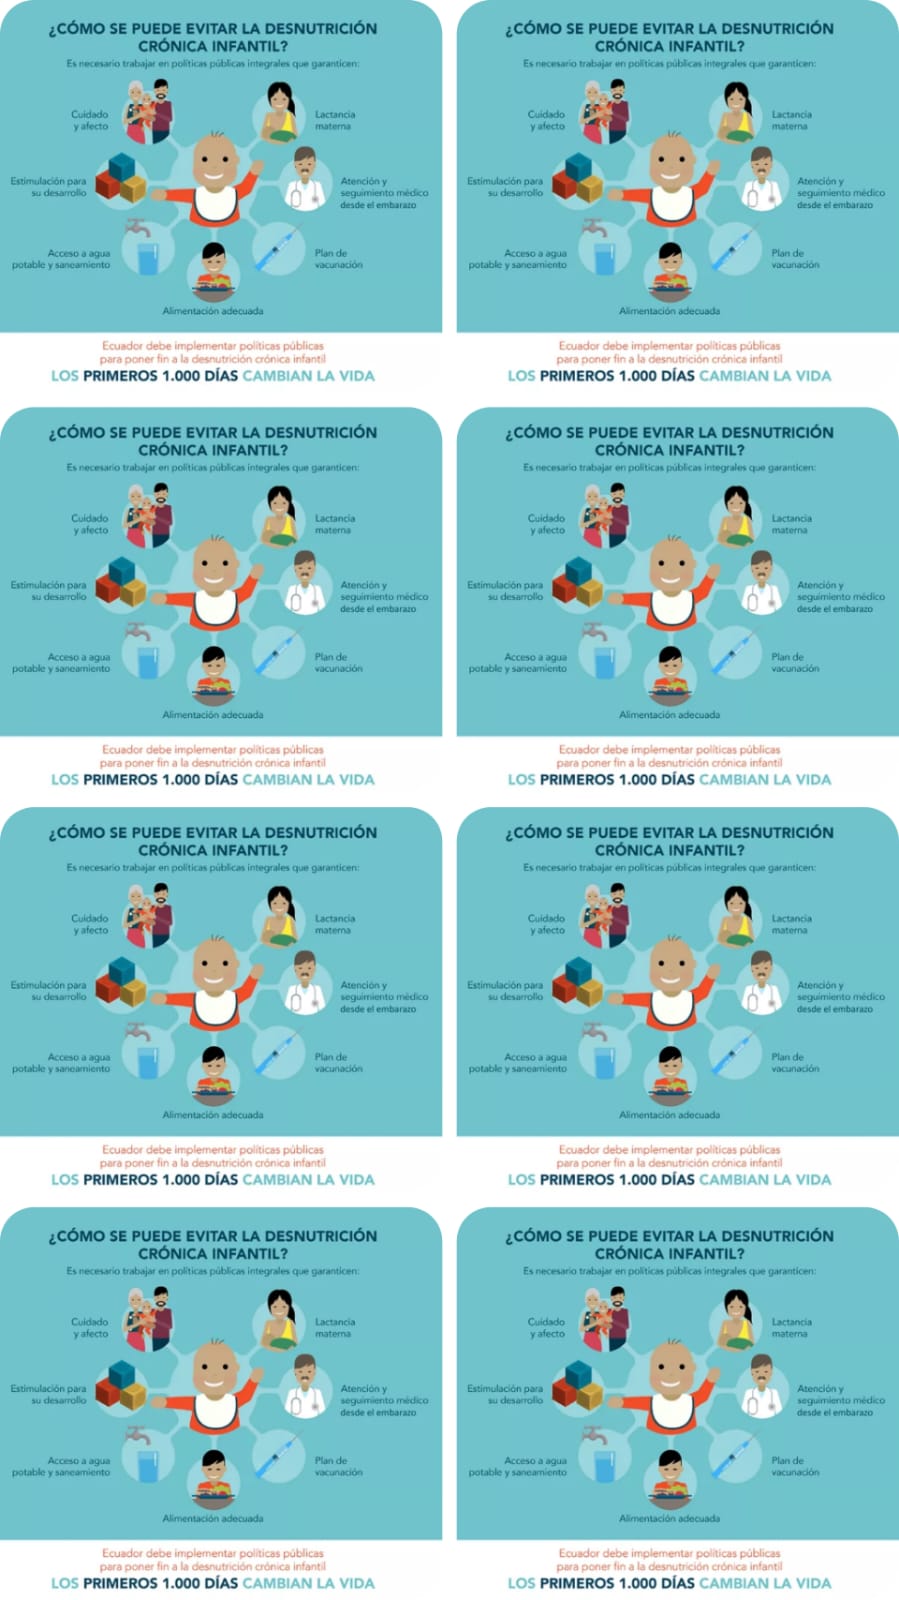 ¿CÓMO SE PUEDE EVITAR LA DESNUTRICIÓN
CRÓNICA INFANTIL?
Es necesario trabajar en políticas públicas integrales que garanticen:
Cuidado
y afecto
Lactancia
materna
Estimulación para
su desarrollo
Atención y
seguimiento médico
desde el embarazo
Acceso a agua
potable y saneamiento
Plan de
vacunación
Alimentación adecuada
Ecuador debe implementar políticas públicas
para poner fin a la desnutrición crónica infantil
LOS PRIMEROS 1.000 DÍAS CAMBIAN LA VIDA
¿CÓMO SE PUEDE EVITAR LA DESNUTRICIÓN
CRÓNICA INFANTIL?
Es necesario trabajar en políticas públicas integrales que garanticen:
Cuidado
y afecto
Lactancia
materna
Estimulación para
su desarrollo
Atención y
seguimiento médico
desde el embarazo
Acceso a agua
potable y saneamiento
Plan de
vacunación
Alimentación adecuada
Ecuador debe implementar políticas públicas
para poner fin a la desnutrición crónica infantil
LOS PRIMEROS 1.000 DÍAS CAMBIAN LA VIDA
¿CÓMO SE PUEDE EVITAR LA DESNUTRICIÓN
CRÓNICA INFANTIL?
Es necesario trabajar en políticas públicas integrales que garanticen:
Cuidado
y afecto
Lactancia
materna
Estimulación para
su desarrollo
Atención y
seguimiento médico
desde el embarazo
Acceso a agua
potable y saneamiento
Plan de
vacunación
Alimentación adecuada
Ecuador debe implementar políticas públicas
para poner fin a la desnutrición crónica infantil
LOS PRIMEROS 1.000 DÍAS CAMBIAN LA VIDA
¿CÓMO SE PUEDE EVITAR LA DESNUTRICIÓN
CRÓNICA INFANTIL?
Es necesario trabajar en políticas públicas integrales que garanticen:
Cuidado
y afecto
Lactancia
materna
Estimulación para
su desarrollo
Atención y
seguimiento médico
desde el embarazo
Acceso a agua
potable y saneamiento
Plan de
vacunación
Alimentación adecuada
Ecuador debe implementar políticas públicas
para poner fin a la desnutrición crónica infantil
LOS PRIMEROS 1.000 DÍAS CAMBIAN LA VIDA
¿CÓMO SE PUEDE EVITAR LA DESNUTRICIÓN
CRÓNICA INFANTIL?
Es necesario trabajar en políticas públicas integrales que garanticen:
Cuidado
y afecto
Lactancia
materna
Estimulación para
su desarrollo
Atención y
seguimiento médico
desde el embarazo
Acceso a agua
potable y saneamiento
Plan de
vacunación
Alimentación adecuada
Ecuador debe implementar políticas públicas
para poner fin a la desnutrición crónica infantil
LOS PRIMEROS 1.000 DÍAS CAMBIAN LA VIDA
¿CÓMO SE PUEDE EVITAR LA DESNUTRICIÓN
CRÓNICA INFANTIL?
Es necesario trabajar en políticas públicas integrales que garanticen:
Cuidado
y afecto
Lactancia
materna
Estimulación para
su desarrollo
Atención y
seguimiento médico
desde el embarazo
Acceso a agua
potable y saneamiento
Plan de
vacunación
Alimentación adecuada
Ecuador debe implementar políticas públicas
para poner fin a la desnutrición crónica infantil
LOS PRIMEROS 1.000 DÍAS CAMBIAN LA VIDA
¿CÓMO SE PUEDE EVITAR LA DESNUTRICIÓN
CRÓNICA INFANTIL?
Es necesario trabajar en políticas públicas integrales que garanticen:
Cuidado
y afecto
Lactancia
materna
Estimulación para
su desarrollo
Atención y
seguimiento médico
desde el embarazo
Acceso a agua
potable y saneamiento
Plan de
vacunación
Alimentación adecuada
Ecuador debe implementar políticas públicas
para poner fin a la desnutrición crónica infantil
LOS PRIMEROS 1.000 DÍAS CAMBIAN LA VIDA
¿CÓMO SE PUEDE EVITAR LA DESNUTRICIÓN
CRÓNICA INFANTIL?
Es necesario trabajar en políticas públicas integrales que garanticen:
Cuidado
y afecto
Lactancia
materna
Estimulación para
su desarrollo
Atención y
seguimiento médico
desde el embarazo
Acceso a agua
potable y saneamiento
Plan de
vacunación
Alimentación adecuada
Ecuador debe implementar políticas públicas
para poner fin a la desnutrición crónica infantil
LOS PRIMEROS 1.000 DÍAS CAMBIAN LA VIDA